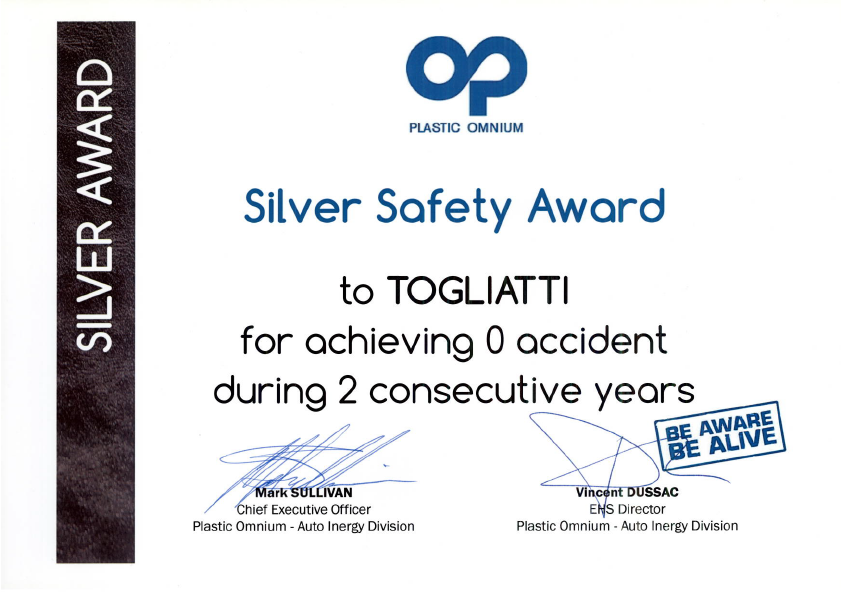 SILVER AWARD
OP
PLASTIC OMNIUM
Silver Safety Award
to TOGLIATTI
for achieving 0 accident
during 2 consecutive years
BE AWARE
BE ALIVE
Mark SULLIVAN
Chief Executive Officer
Plastic Omnium - Auto Inergy Division
Vincent DUSSAC
EHS Director
Plastic Omnium - Auto Inergy Division